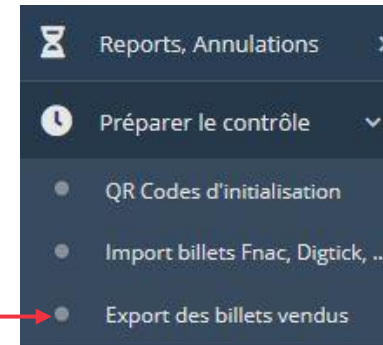 Reports, Annulations
Préparer le contrôle
QR Codes d'initialisation
Import billets Fnac, Digtick, ..
Export des billets vendus